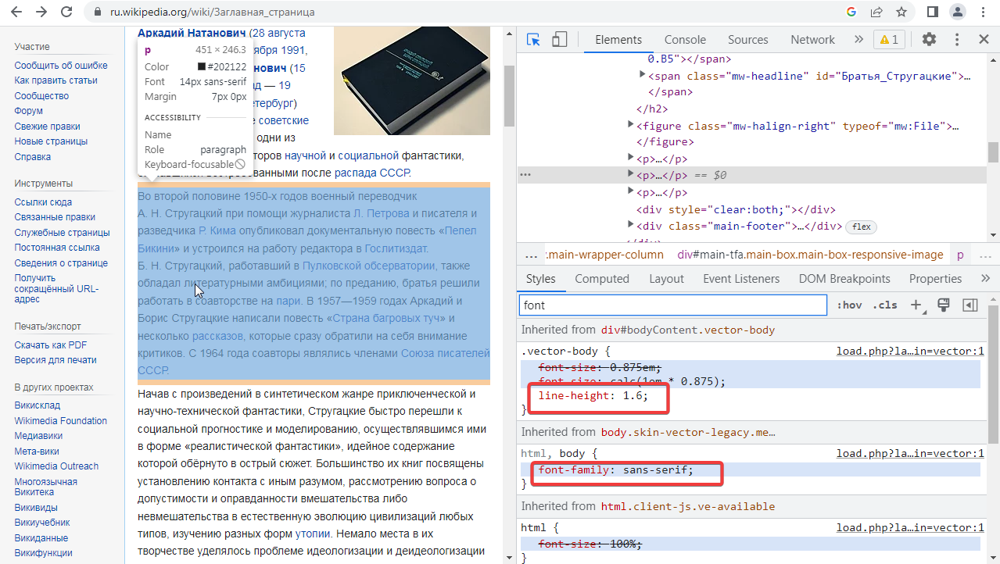 ru.wikipedia.org/wiki/Заглавная_страница
Участие
Сообщить об ошибке
Как править статьи
Сообщество
Форум
Свежие правки
Новые страницы
Справка
Инструменты
Ссылки сюда
Связанные правки
Служебные страницы
Постоянная ссылка
Сведения о странице
Получить
сокращённый URL-
адрес
Печать/экспорт
Скачать как PDF
Версия для печати
В других проектах
Викисклад
Wikimedia Foundation
Медиавики
Мета-вики
Wikimedia Outreach
Многоязычная
Викитека
Викивиды
Викиучебник
Викиданные
Викифункции
Аркадий Натанович (28 августа
ября 1991,
нович (15
д — 19
тербург)
е советские
одни из
торов научной и социальной фантастики,
ованными после распада СССР.
p 451 × 246.3
Color #202122
Font 14px sans-serif
Margin 7px 0px
ACCESSIBILITY
Name
Role paragraph
Keyboard-focusable
Во второй половине 1950-х годов военный переводчик
А. Н. Стругацкий при помощи журналиста Л. Петрова и писателя и
разведчика Р. Кима опубликовал документальную повесть «Пепел
Бикини» и устроился на работу редактора в Гослитиздат.
Б. Н. Стругацкий, работавший в Пулковской обсерватории, также
обладал литературными амбициями; по преданию, братья решили
работать в соавторстве на пари. В 1957—1959 годах Аркадий и
Борис Стругацкие написали повесть «Страна багровых туч» и
несколько рассказов, которые сразу обратили на себя внимание
критиков. С 1964 года соавторы являлись членами Союза писателей
СССР.
Начав с произведений в синтетическом жанре приключенческой и
научно-технической фантастики, Стругацкие быстро перешли к
социальной прогностике и моделированию, осуществлявшимся ими
в форме «реалистической фантастики», идейное содержание
которой обёрнуто в острый сюжет. Большинство их книг посвящены
установлению контакта с иным разумом, рассмотрению вопроса о
допустимости и оправданности вмешательства либо
невмешательства в естественную эволюцию цивилизаций любых
типов, изучению разных форм утопии. Немало места в их
творчестве уделялось проблеме идеологизации и деидеологизации
Elements Console Sources Network » 1
0.B5"></span>
<span class="mw-headline" id="Братья_Стругацкие">…
</span>
</h2>
<figure class="mw-halign-right" typeof="mw:File">…
</figure>
<p>…</p>
<p>…</p> == $0
<p>…</p>
<div style="clear:both;"></div>
<div class="main-footer">…</div> flex
… .main-wrapper-column div#main-tfa.main-box.main-box-responsive-image p …
Styles Computed Layout Event Listeners DOM Breakpoints Properties »
font :hov .cls
Inherited from div#bodyContent.vector-body
.vector-body { load.php?la…in=vector:1
font-size: 0.875em;
font-size: calc(1em * 0.875);
line-height: 1.6;
}
Inherited from body.skin-vector-legacy.me…
html, body { load.php?la…in=vector:1
font-family: sans-serif;
}
Inherited from html.client-js.ve-available
html { load.php?la…in=vector:1
font-size: 100%;
}